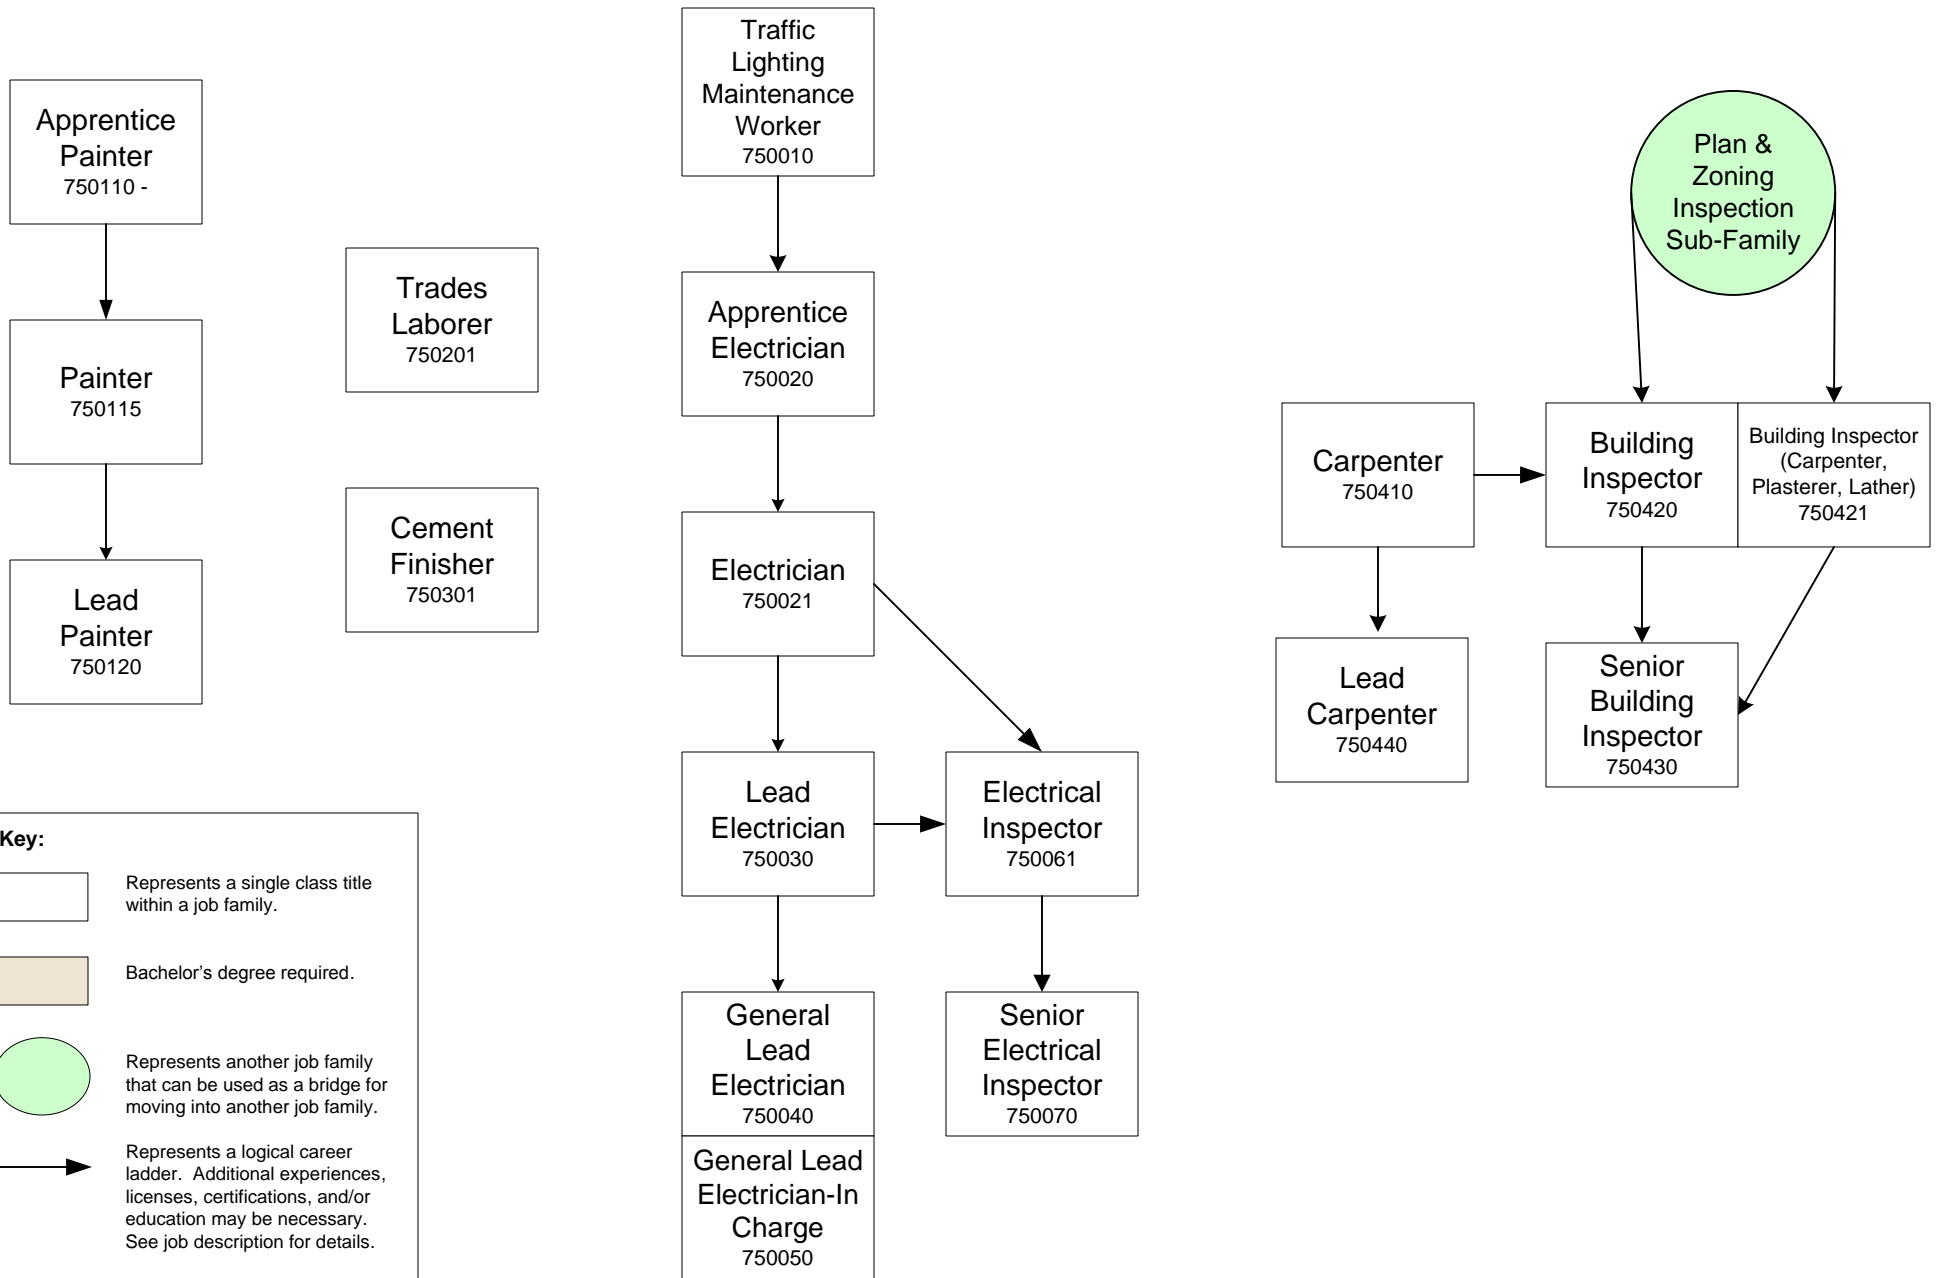 Apprentice
Painter
750110 -
Painter
750115
Lead
Painter
750120
Trades
Laborer
750201
Cement
Finisher
750301
Traffic
Lighting
Maintenance
Worker
750010
Apprentice
Electrician
750020
Electrician
750021
Lead
Electrician
750030
Electrical
Inspector
750061
General
Lead
Electrician
750040
Senior
Electrical
Inspector
750070
General Lead
Electrician-In
Charge
750050
Plan &
Zoning
Inspection
Sub-Family
Carpenter
750410
Building
Inspector
750420
Building Inspector
(Carpenter,
Plasterer, Lather)
750421
Lead
Carpenter
750440
Senior
Building
Inspector
750430
Key:
Represents a single class title
within a job family.
Bachelor’s degree required.
Represents another job family
that can be used as a bridge for
moving into another job family.
Represents a logical career
ladder.  Additional experiences,
licenses, certifications, and/or
education may be necessary.
See job description for details.